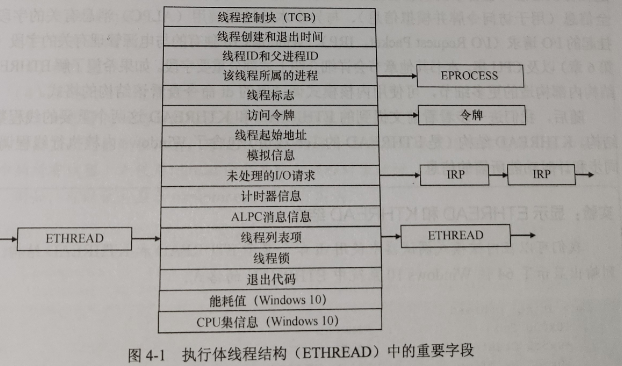 线程控制块（TCB）
线程创建和退出时间
线程ID和父进程ID
该线程所属的进程
EPROCESS
线程标志
访问令牌
令牌
线程起始地址
模拟信息
未处理的I/O请求
IRP
IRP
计时器信息
ALPC消息信息
ETHREAD
线程列表项
ETHREAD
线程锁
退出代码
能耗值（Windows 10）
CPU集信息（Windows 10）
图 4-1 执行体线程结构（ETHREAD）中的重要字段